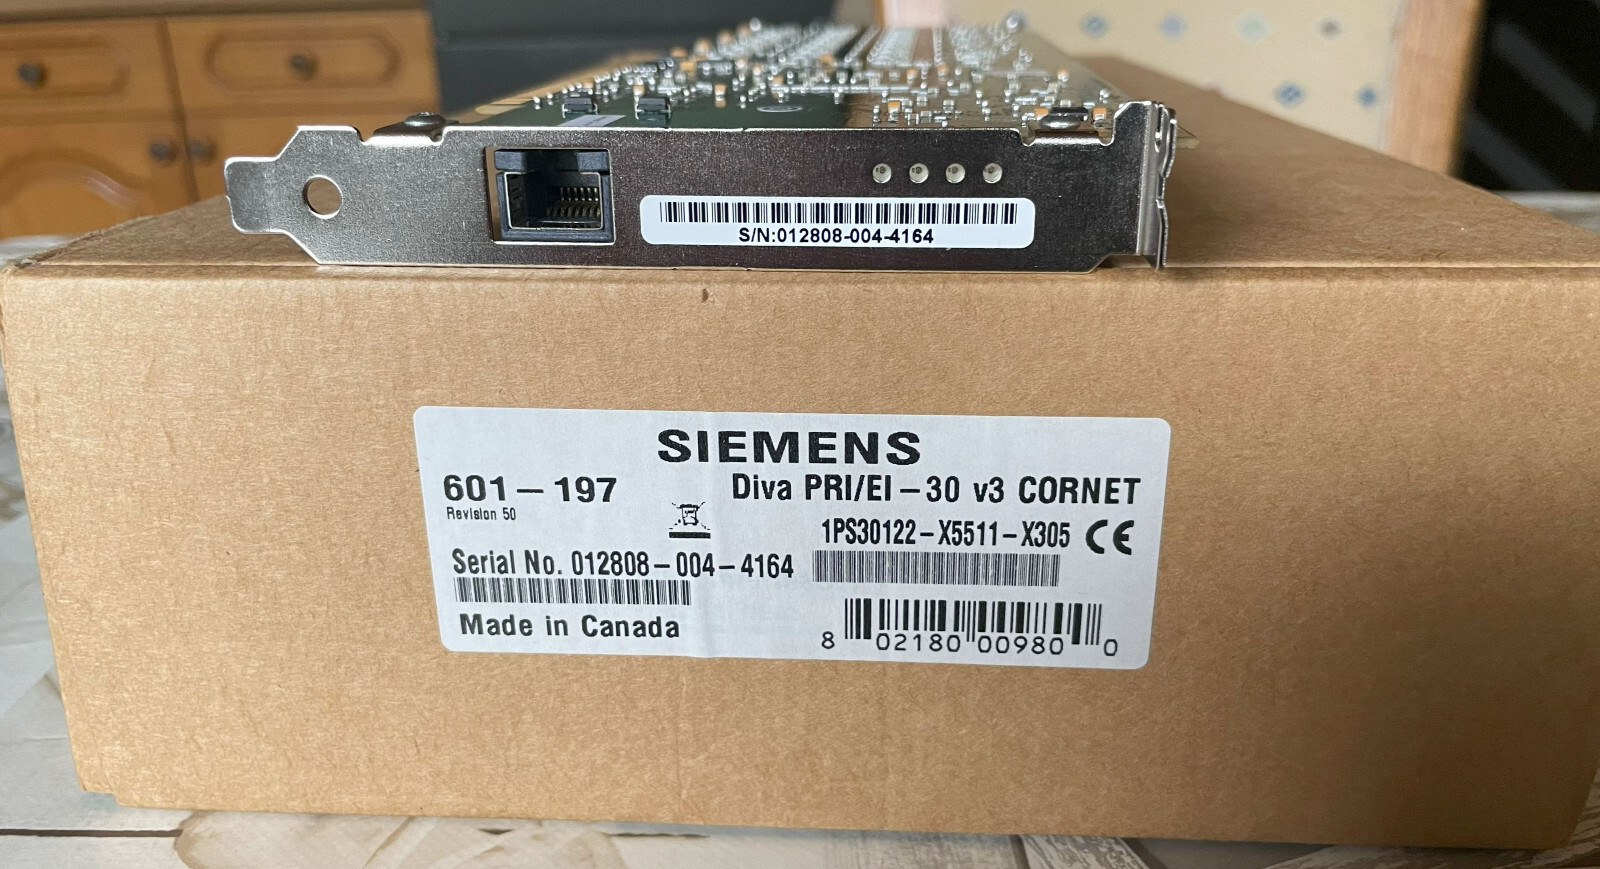 S/N:012808-004-4164
SIEMENS
601-197
Diva PRI/EI-30 v3 CORNET
Revision 50
1PS30122-X5511-X305 CE
Serial No. 012808-004-4164
Made in Canada
8 02180 00980 0